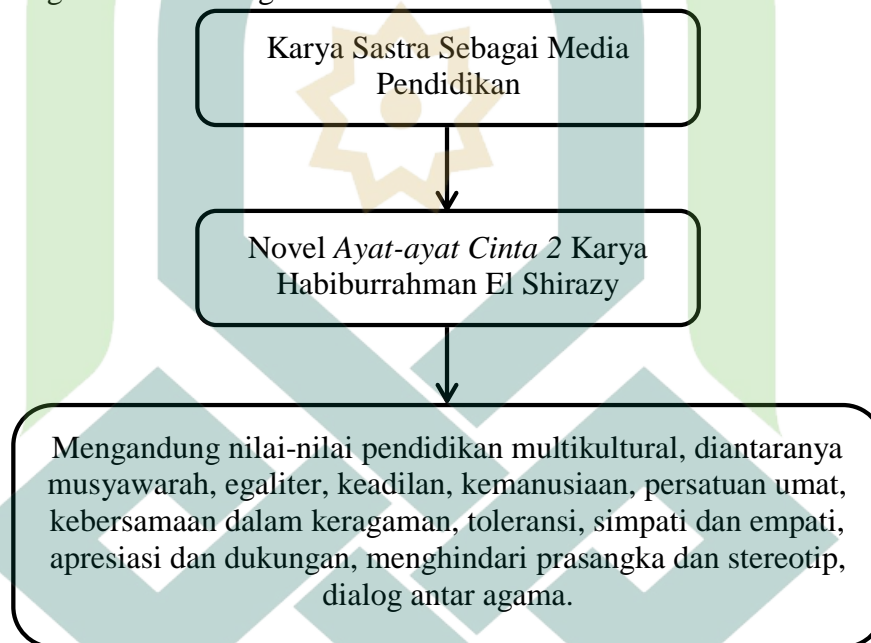 Karya Sastra Sebagai Media
Pendidikan
Novel Ayat-ayat Cinta 2 Karya
Habiburrahman El Shirazy
Mengandung nilai-nilai pendidikan multikultural, diantaranya
musyawarah, egaliter, keadilan, kemanusiaan, persatuan umat,
kebersamaan dalam keragaman, toleransi, simpati dan empati,
apresiasi dan dukungan, menghindari prasangka dan stereotip,
dialog antar agama.